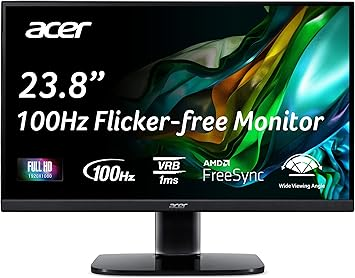 acer
23.8”
100Hz Flicker-free Monitor
FULL HD
1920X1080
100Hz
VRB
1ms
AMD
FreeSync
Wide Viewing Angle
acer